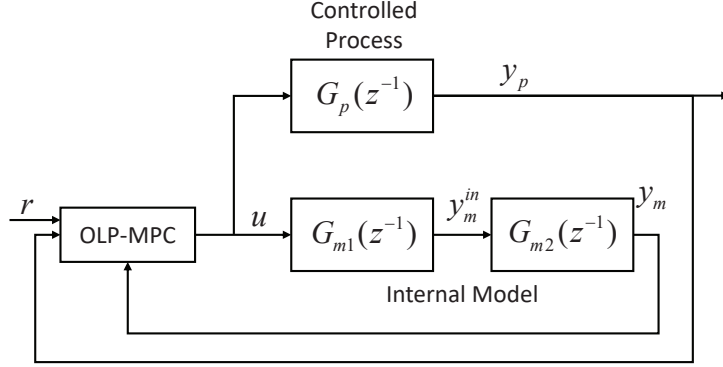 Controlled
Process
G_p(z^{-1})
y_p
r
OLP-MPC
u
G_{m1}(z^{-1})
y_m^{in}
G_{m2}(z^{-1})
y_m
Internal Model